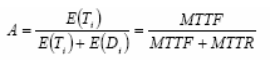 A = E(T_i) / (E(T_i) + E(D_i)) = MTTF / (MTTF + MTTR)